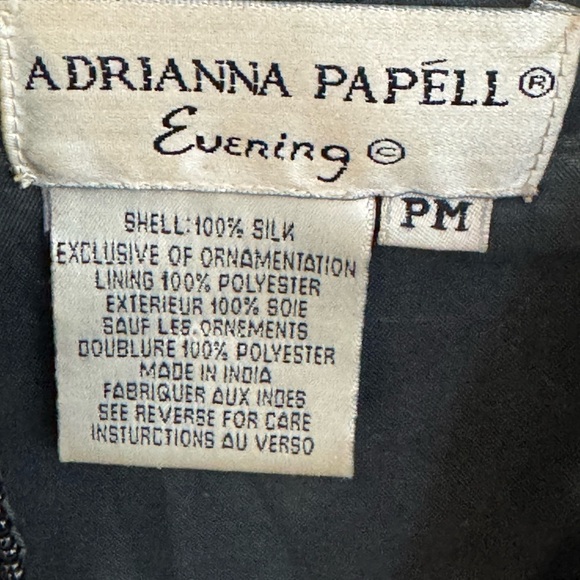 ADRIANNA PAPÉLL ®
Evening ©
PM
SHELL: 100% SILK
EXCLUSIVE OF ORNAMENTATION
LINING 100% POLYESTER
EXTERIEUR 100% SOIE
SAUF LES ORNEMENTS
DOUBLURE 100% POLYESTER
MADE IN INDIA
FABRIQUER AUX INDES
SEE REVERSE FOR CARE
INSTURCTIONS AU VERSO